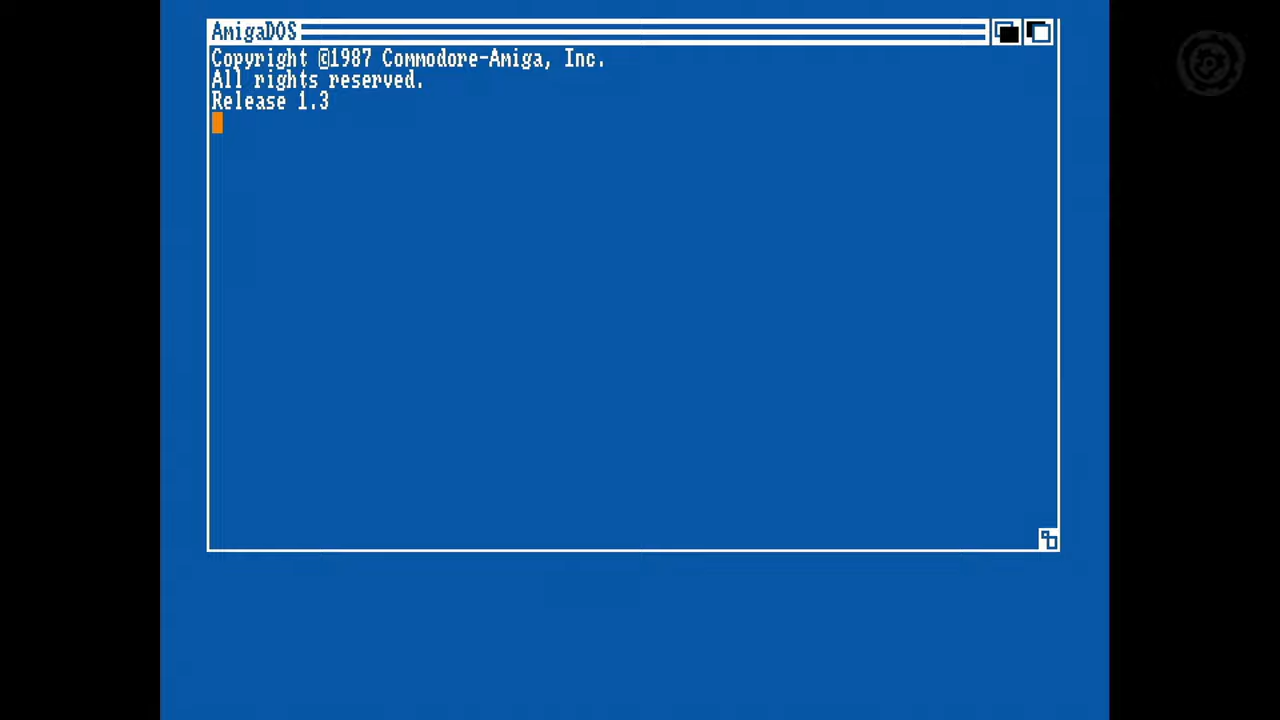 AmigaDOS
Copyright ©1987 Commodore-Amiga, Inc.
All rights reserved.
Release 1.3